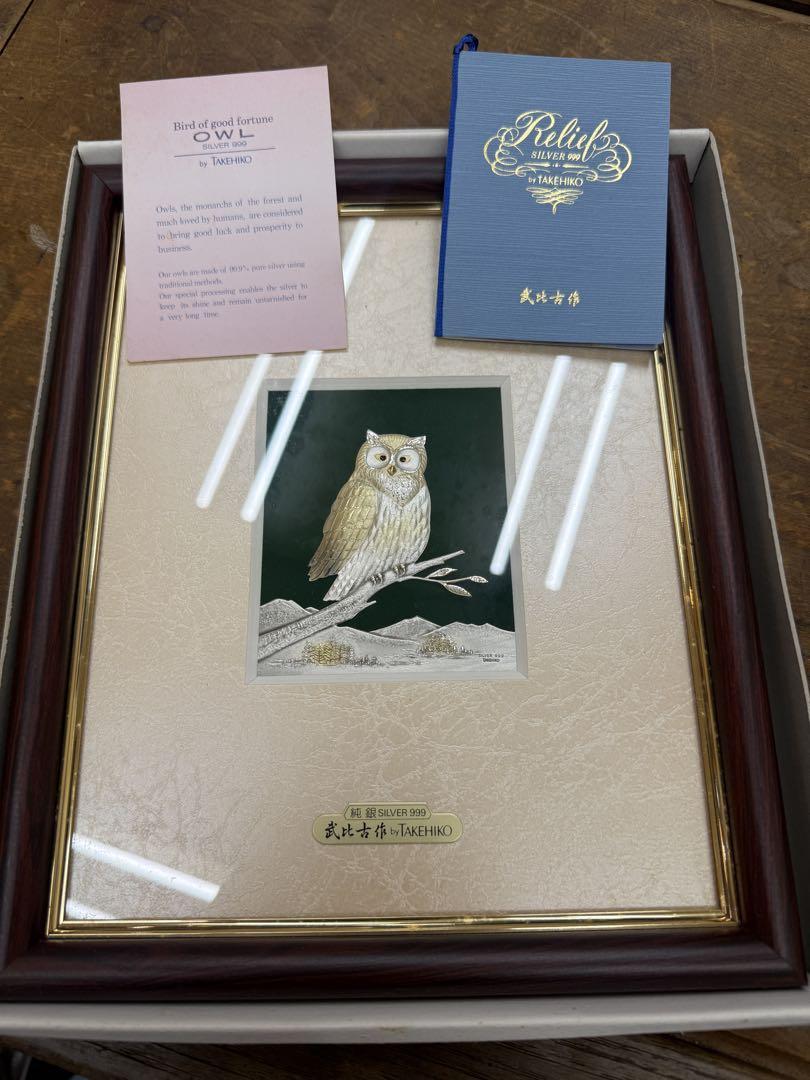 Bird of good fortune
OWL
SILVER 999
by TAKEHIKO
Owls, the monarchs of the forest and
much loved by humans, are considered
to bring good luck and prosperity to
business.
Our owls are made of 99.9% pure silver using
traditional methods.
Our special processing enables the silver to
keep its shine and remain untarnished for
a very long time.
Relief
SILVER 999
by TAKEHIKO
武比古作
SILVER 999
TAKEHIKO
純銀 SILVER 999
武比古作 by TAKEHIKO